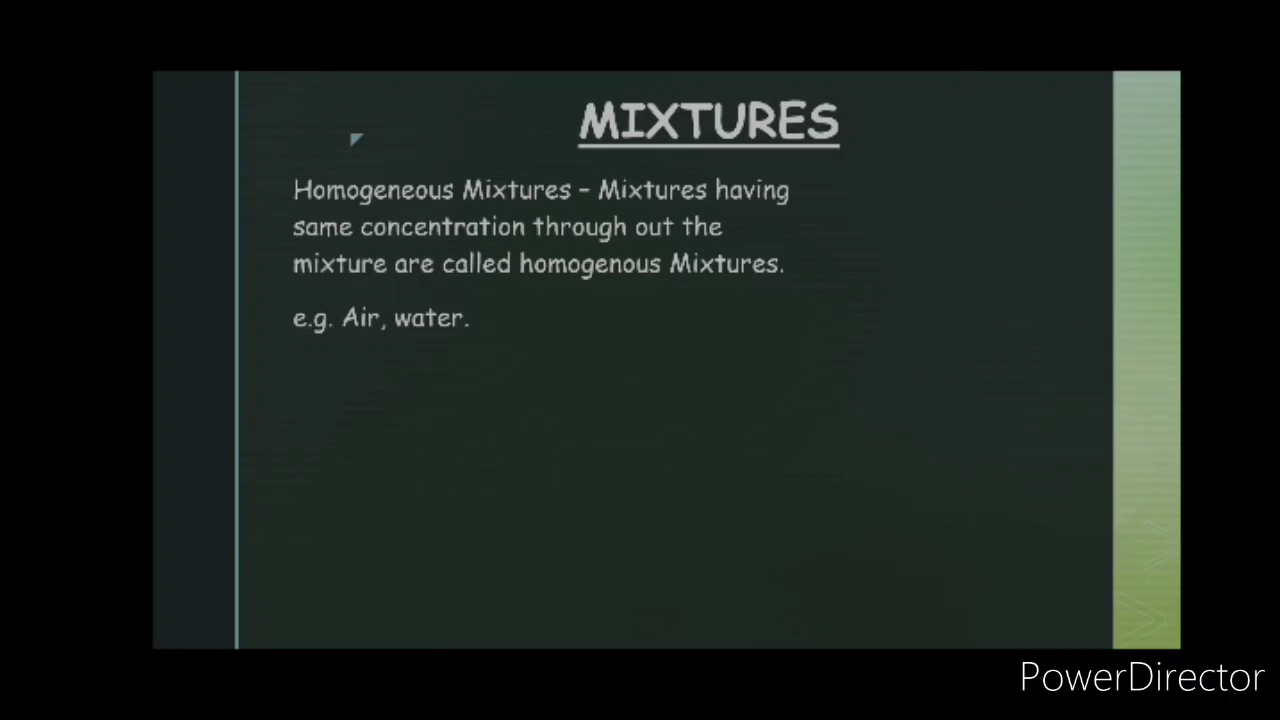 MIXTURES
Homogeneous Mixtures – Mixtures having
same concentration through out the
mixture are called homogenous Mixtures.
e.g. Air, water.
PowerDirector